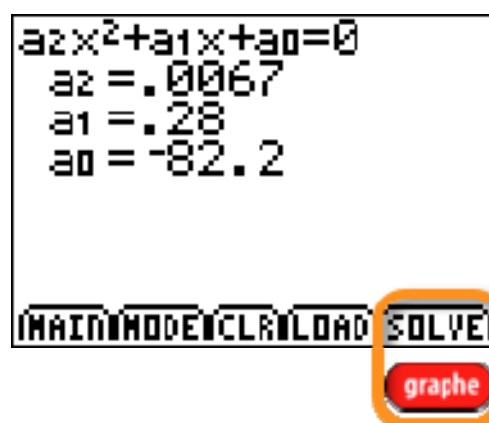 a2x²+a1x+a0=0
a2=.0067
a1=.28
a0=-82.2
MAIN MODE CLR LOAD SOLVE
graphe